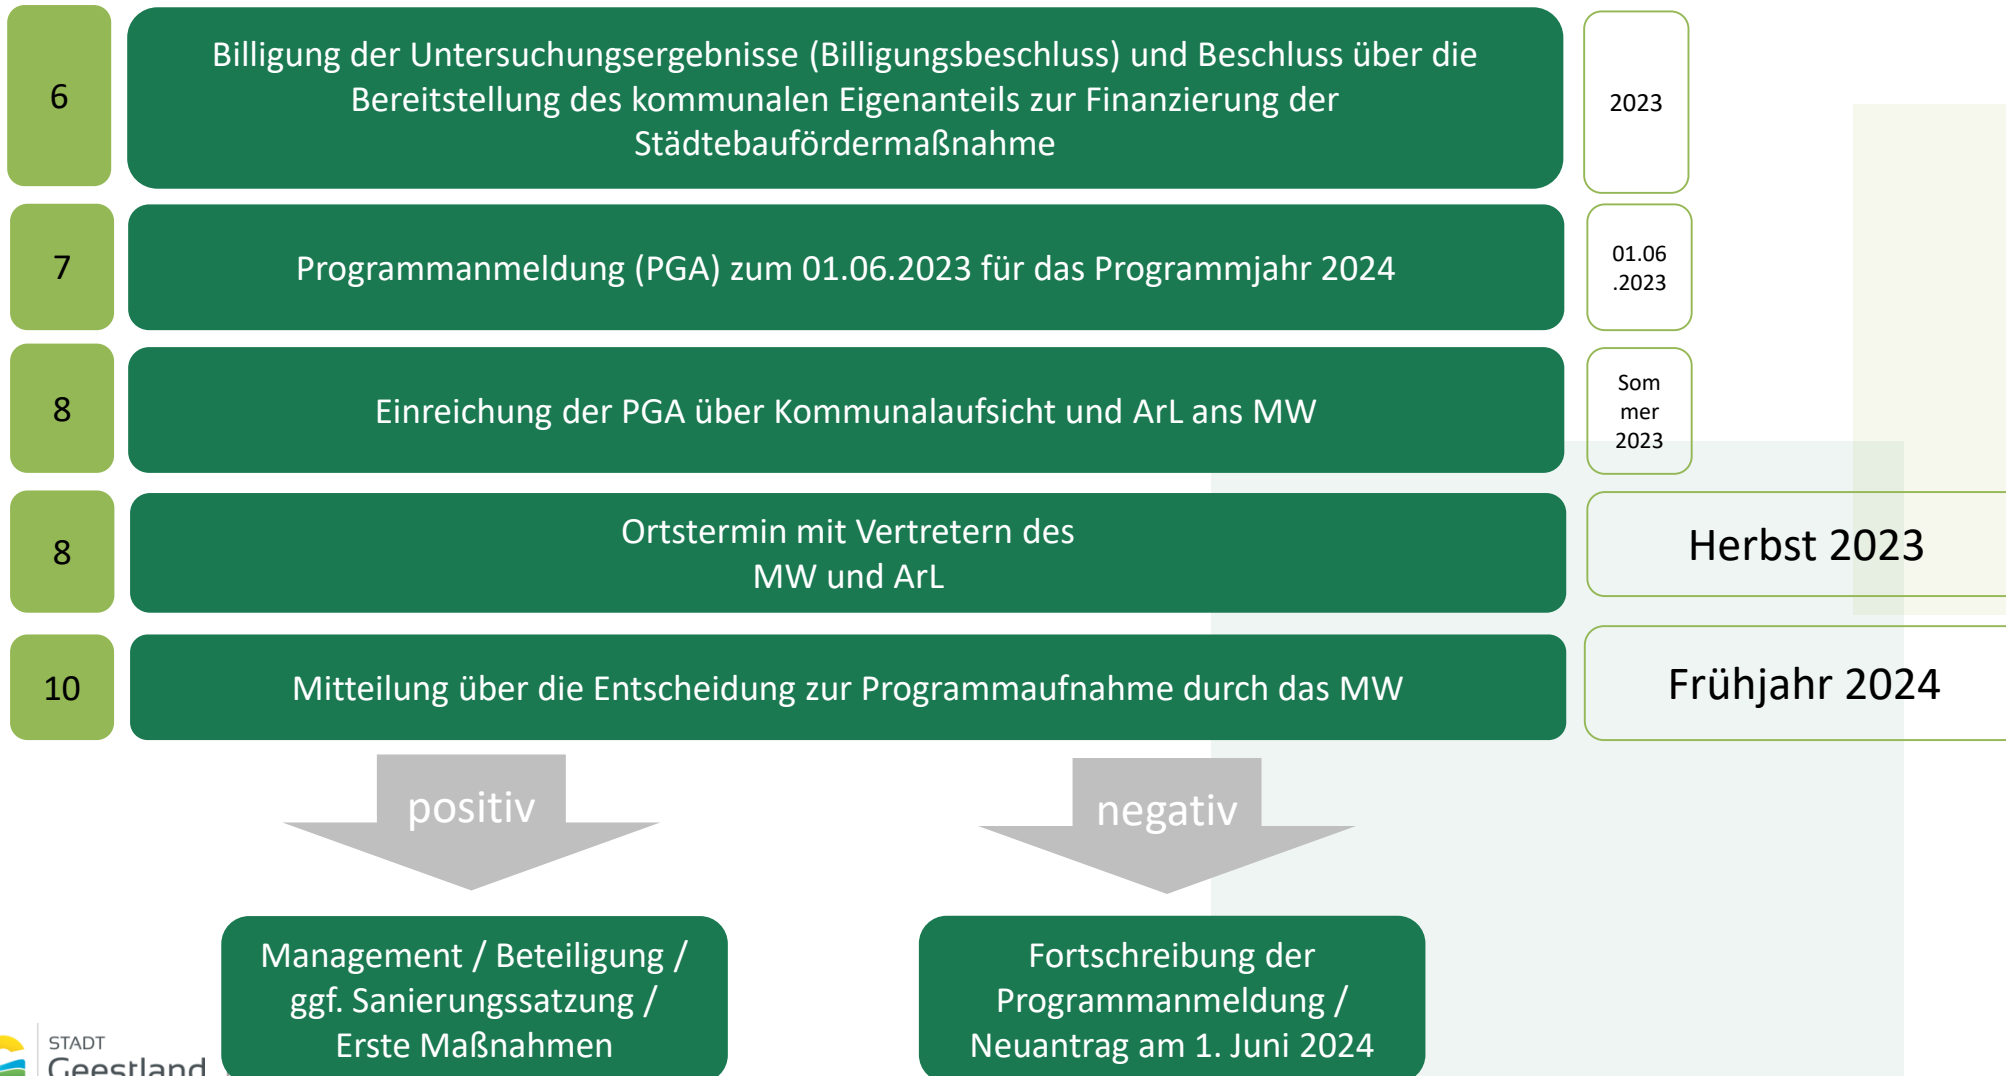 6
Billigung der Untersuchungsergebnisse (Billigungsbeschluss) und Beschluss über die
Bereitstellung des kommunalen Eigenanteils zur Finanzierung der
Städtebaufördermaßnahme
2023
7
Programmanmeldung (PGA) zum 01.06.2023 für das Programmjahr 2024
01.06
.2023
8
Einreichung der PGA über Kommunalaufsicht und ArL ans MW
Som
mer
2023
8
Ortstermin mit Vertretern des
MW und ArL
Herbst 2023
10
Mitteilung über die Entscheidung zur Programmaufnahme durch das MW
Frühjahr 2024
positiv
negativ
Management / Beteiligung /
ggf. Sanierungssatzung /
Erste Maßnahmen
Fortschreibung der
Programmanmeldung /
Neuantrag am 1. Juni 2024
STADT
Geestland